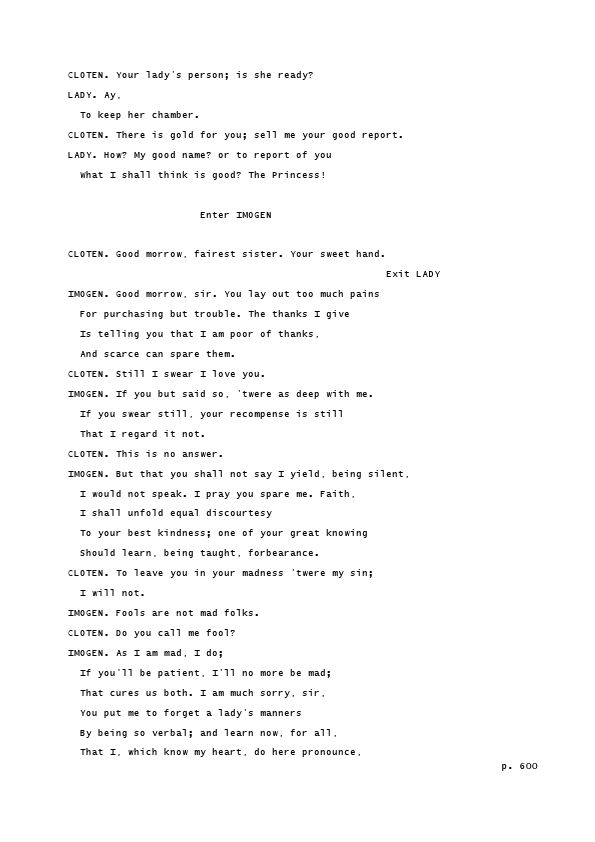 CLOTEN. Your lady's person; is she ready?
LADY. Ay,
To keep her chamber.
CLOTEN. There is gold for you; sell me your good report.
LADY. How? My good name? or to report of you
What I shall think is good? The Princess!
Enter IMOGEN
CLOTEN. Good morrow, fairest sister. Your sweet hand.
Exit LADY
IMOGEN. Good morrow, sir. You lay out too much pains
For purchasing but trouble. The thanks I give
Is telling you that I am poor of thanks,
And scarce can spare them.
CLOTEN. Still I swear I love you.
IMOGEN. If you but said so, 'twere as deep with me.
If you swear still, your recompense is still
That I regard it not.
CLOTEN. This is no answer.
IMOGEN. But that you shall not say I yield, being silent,
I would not speak. I pray you spare me. Faith,
I shall unfold equal discourtesy
To your best kindness; one of your great knowing
Should learn, being taught, forbearance.
CLOTEN. To leave you in your madness 'twere my sin;
I will not.
IMOGEN. Fools are not mad folks.
CLOTEN. Do you call me fool?
IMOGEN. As I am mad, I do;
If you'll be patient, I'll no more be mad;
That cures us both. I am much sorry, sir,
You put me to forget a lady's manners
By being so verbal; and learn now, for all,
That I, which know my heart, do here pronounce,
p. 600